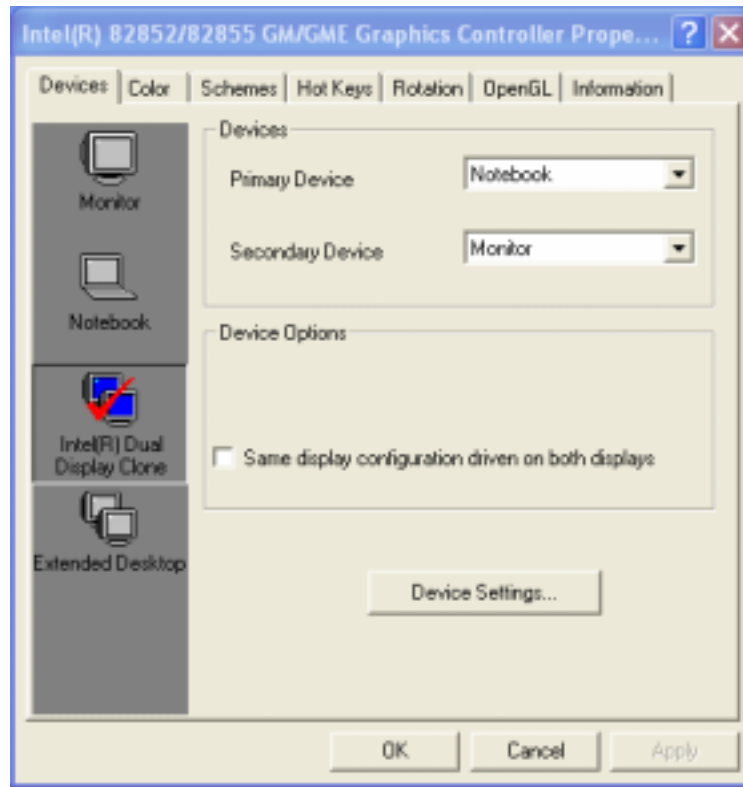 Intel(R) 82852/82855 GM/GME Graphics Controller Prope...
Devices
Color
Schemes
Hot Keys
Rotation
OpenGL
Information
Monitor
Notebook
Intel(R) Dual
Display Clone
Extended Desktop
Devices
Primary Device
Notebook
Secondary Device
Monitor
Device Options
Same display configuration driven on both displays
Device Settings...
OK
Cancel
Apply